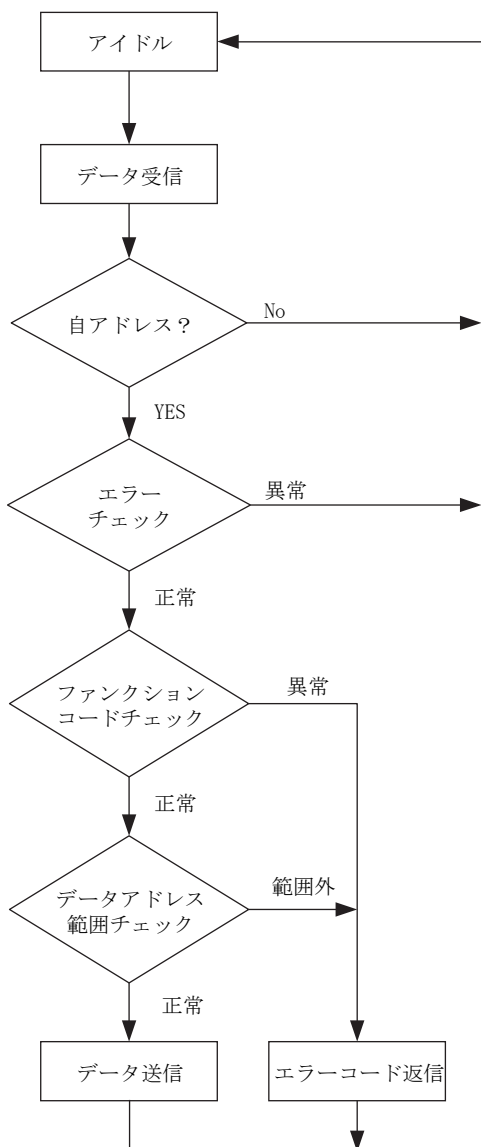 アイドル
データ受信
自アドレス？
No
YES
エラー
チェック
異常
正常
ファンクション
コードチェック
異常
正常
データアドレス
範囲チェック
範囲外
正常
データ送信
エラーコード返信